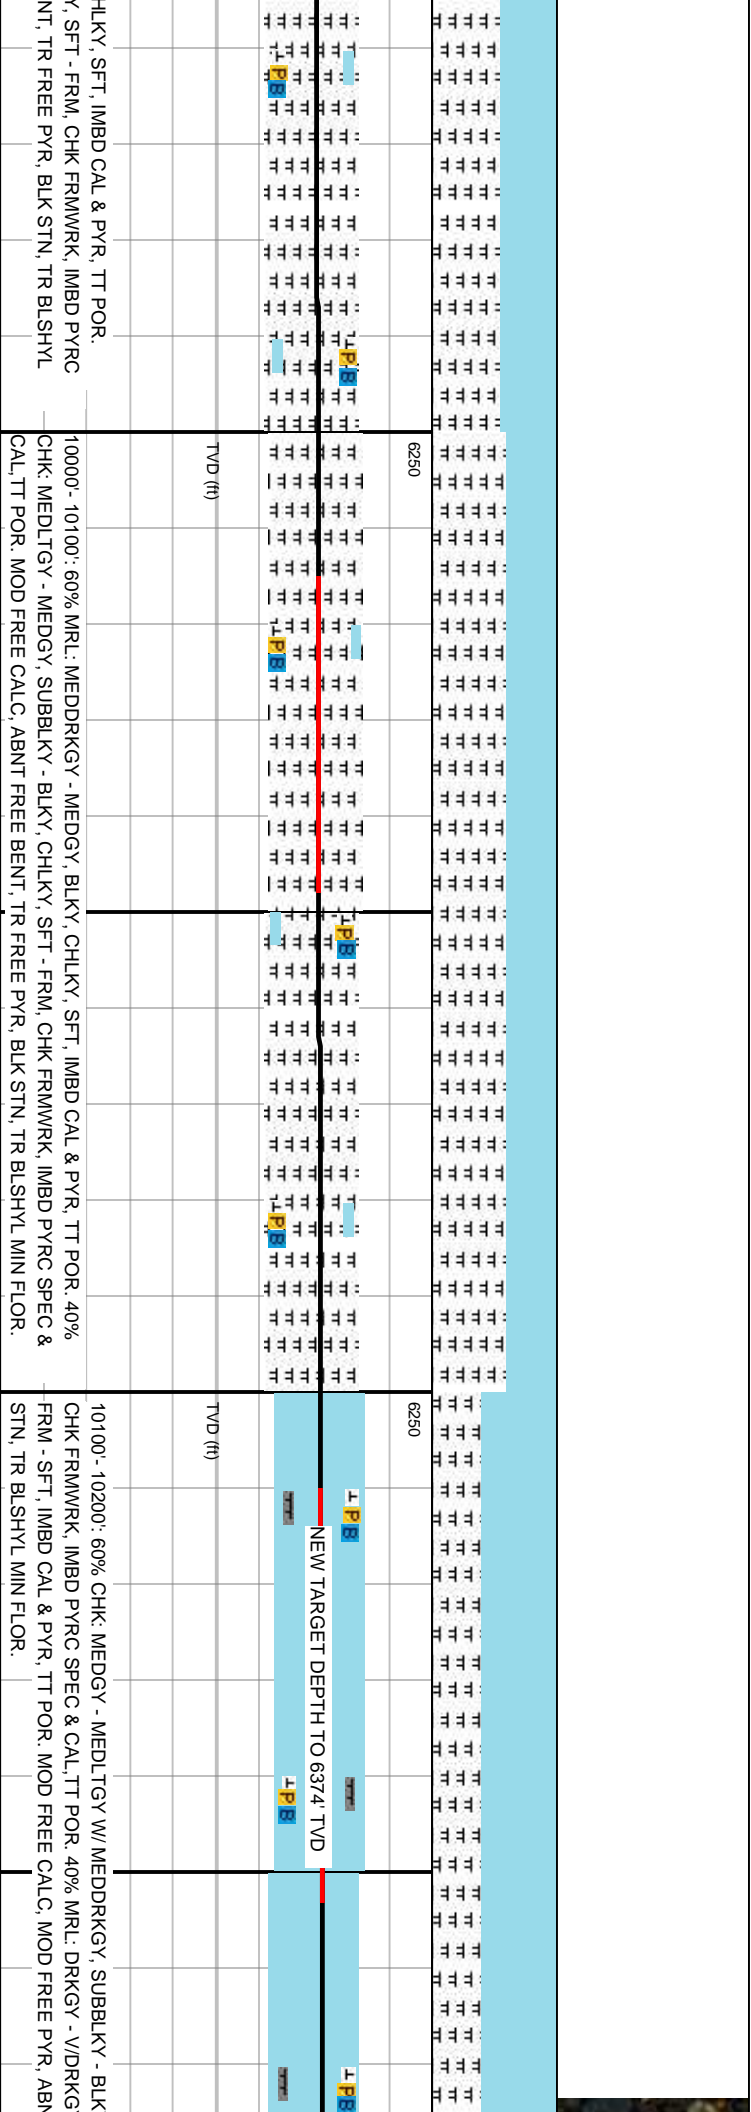 HLKY, SFT, IMBD CAL & PYR, TT POR.
Y, SFT - FRM, CHK FRMWRK, IMBD PYRC
NT, TR FREE PYR, BLK STN, TR BLSHYL
6250
TVD (ft)
10000'- 10100': 60% MRL: MEDDRKGY - MEDGY, BLKY, CHLKY, SFT, IMBD CAL & PYR, TT POR. 40%
CHK: MEDLTGY - MEDGY, SUBBLKY - BLKY, CHLKY, SFT - FRM, CHK FRMWRK, IMBD PYRC SPEC &
CAL,TT POR. MOD FREE CALC, ABNT FREE BENT, TR FREE PYR, BLK STN, TR BLSHYL MIN FLOR.
6250
TVD (ft)
NEW TARGET DEPTH TO 6374' TVD
10100'- 10200': 60% CHK: MEDGY - MEDLTGY W/ MEDDRKGY, SUBBLKY - BLK
CHK FRMWRK, IMBD PYRC SPEC & CAL,TT POR. 40% MRL: DRKGY - V/DRKG
FRM - SFT, IMBD CAL & PYR, TT POR. MOD FREE CALC, MOD FREE PYR, ABN
STN, TR BLSHYL MIN FLOR.
P B
P B
P B
P B
P B
P B
P B
P B